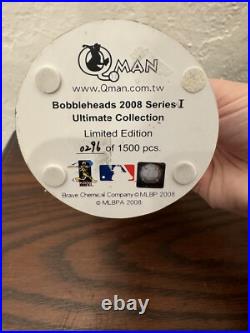 QMAN
www.Qman.com.tw
Bobbleheads 2008 Series I
Ultimate Collection
Limited Edition
0296 of 1500 pcs.
Brave Chemical Company © MLBP 2008
© MLBPA 2008